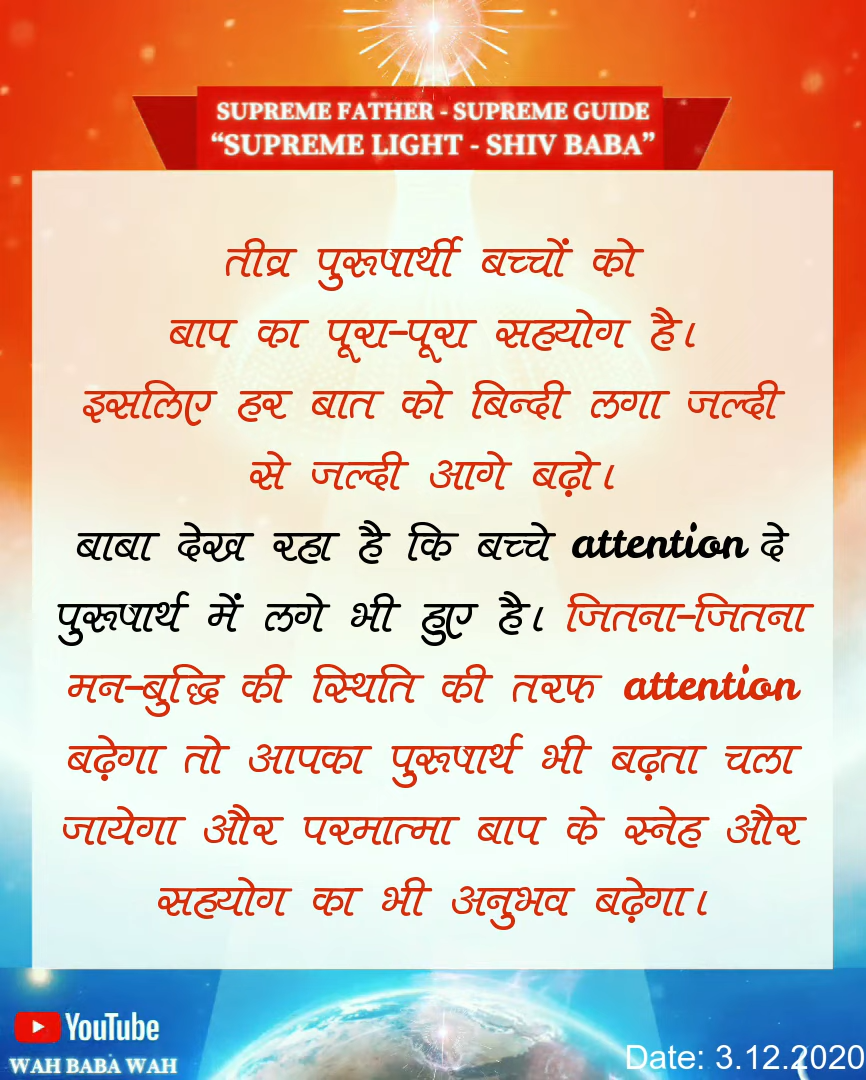 SUPREME FATHER - SUPREME GUIDE
“SUPREME LIGHT - SHIV BABA”
तीव्र पुरूषार्थी बच्चों को
बाप का पूरा-पूरा सहयोग है।
इसलिए हर बात को बिन्दी लगा जल्दी
से जल्दी आगे बढ़ो।
बाबा देख रहा है कि बच्चे attention दे
पुरूषार्थ में लगे भी हुए है। जितना-जितना
मन-बुद्धि की स्थिति की तरफ attention
बढ़ेगा तो आपका पुरूषार्थ भी बढ़ता चला
जायेगा और परमात्मा बाप के स्नेह और
सहयोग का भी अनुभव बढ़ेगा।
YouTube
WAH BABA WAH
Date: 3.12.2020